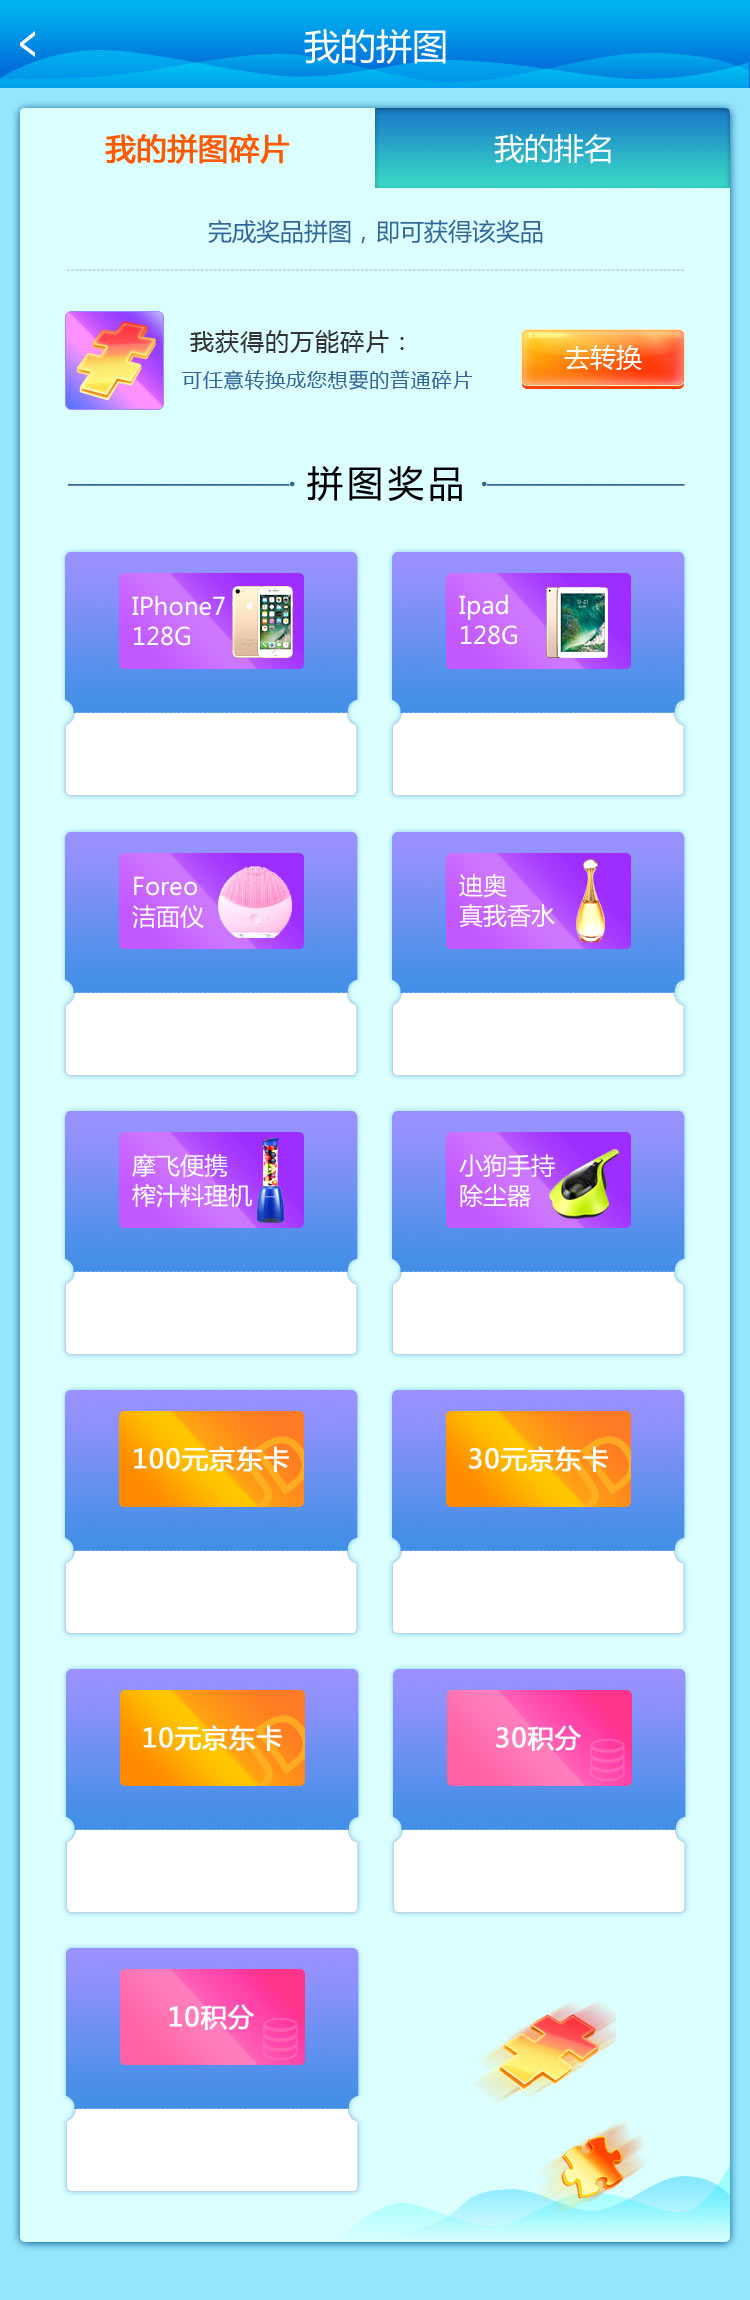 我的拼图
我的拼图碎片
我的排名
完成奖品拼图，即可获得该奖品
我获得的万能碎片：
可任意转换成您想要的普通碎片
去转换
拼图奖品
IPhone7
128G
Ipad
128G
Foreo
洁面仪
迪奥
真我香水
摩飞便携
榨汁料理机
小狗手持
除尘器
100元京东卡
30元京东卡
10元京东卡
30积分
10积分